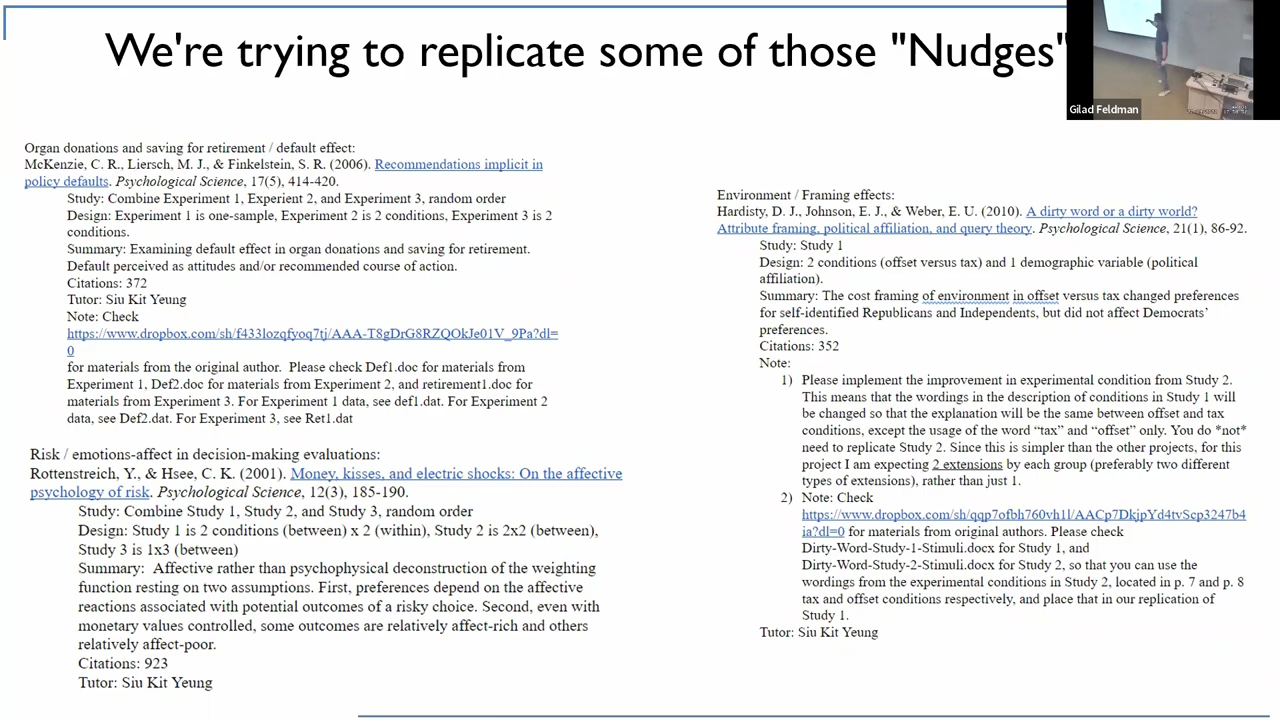 We're trying to replicate some of those "Nudges"
Gilad Feldman
Organ donations and saving for retirement / default effect:
McKenzie, C. R., Liersch, M. J., & Finkelstein, S. R. (2006). Recommendations implicit in
policy defaults. Psychological Science, 17(5), 414-420.
Study: Combine Experiment 1, Experient 2, and Experiment 3, random order
Design: Experiment 1 is one-sample, Experiment 2 is 2 conditions, Experiment 3 is 2
conditions.
Summary: Examining default effect in organ donations and saving for retirement.
Default perceived as attitudes and/or recommended course of action.
Citations: 372
Tutor: Siu Kit Yeung
Note: Check
https://www.dropbox.com/sh/f433lozqfyoq7tj/AAA-T8gDrG8RZQOkJe01V_9Pa?dl=
0
for materials from the original author.  Please check Def1.doc for materials from
Experiment 1, Def2.doc for materials from Experiment 2, and retirement1.doc for
materials from Experiment 3. For Experiment 1 data, see def1.dat. For Experiment 2
data, see Def2.dat. For Experiment 3, see Ret1.dat
Risk / emotions-affect in decision-making evaluations:
Rottenstreich, Y., & Hsee, C. K. (2001). Money, kisses, and electric shocks: On the affective
psychology of risk. Psychological Science, 12(3), 185-190.
Study: Combine Study 1, Study 2, and Study 3, random order
Design: Study 1 is 2 conditions (between) x 2 (within), Study 2 is 2x2 (between),
Study 3 is 1x3 (between)
Summary:  Affective rather than psychophysical deconstruction of the weighting
function resting on two assumptions. First, preferences depend on the affective
reactions associated with potential outcomes of a risky choice. Second, even with
monetary values controlled, some outcomes are relatively affect-rich and others
relatively affect-poor.
Citations: 923
Tutor: Siu Kit Yeung
Environment / Framing effects:
Hardisty, D. J., Johnson, E. J., & Weber, E. U. (2010). A dirty word or a dirty world?
Attribute framing, political affiliation, and query theory. Psychological Science, 21(1), 86-92.
Study: Study 1
Design: 2 conditions (offset versus tax) and 1 demographic variable (political
affiliation).
Summary: The cost framing of environment in offset versus tax changed preferences
for self-identified Republicans and Independents, but did not affect Democrats'
preferences.
Citations: 352
Note:
1) Please implement the improvement in experimental condition from Study 2.
This means that the wordings in the description of conditions in Study 1 will
be changed so that the explanation will be the same between offset and tax
conditions, except the usage of the word “tax” and “offset” only. You do *not*
need to replicate Study 2. Since this is simpler than the other projects, for this
project I am expecting 2 extensions by each group (preferably two different
types of extensions), rather than just 1.
2) Note: Check
https://www.dropbox.com/sh/qqp7ofbh760vh1l/AACp7DkjpYd4tvScp3247b4
ia?dl=0 for materials from original authors. Please check
Dirty-Word-Study-1-Stimuli.docx for Study 1, and
Dirty-Word-Study-2-Stimuli.docx for Study 2, so that you can use the
wordings from the experimental conditions in Study 2, located in p. 7 and p. 8
tax and offset conditions respectively, and place that in our replication of
Study 1.
Tutor: Siu Kit Yeung